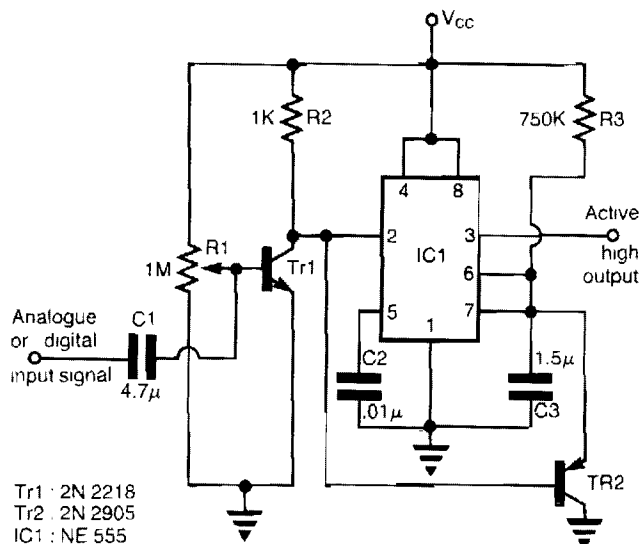 Vcc
1K
R2
750K
R3
4
8
2
3
Active
high
output
IC1
6
5
7
1
R1
1M
Tr1
Analogue
or digital
input signal
C1
4.7μ
C2
.01μ
1.5μ
C3
TR2
Tr1 : 2N 2218
Tr2 : 2N 2905
IC1 : NE 555